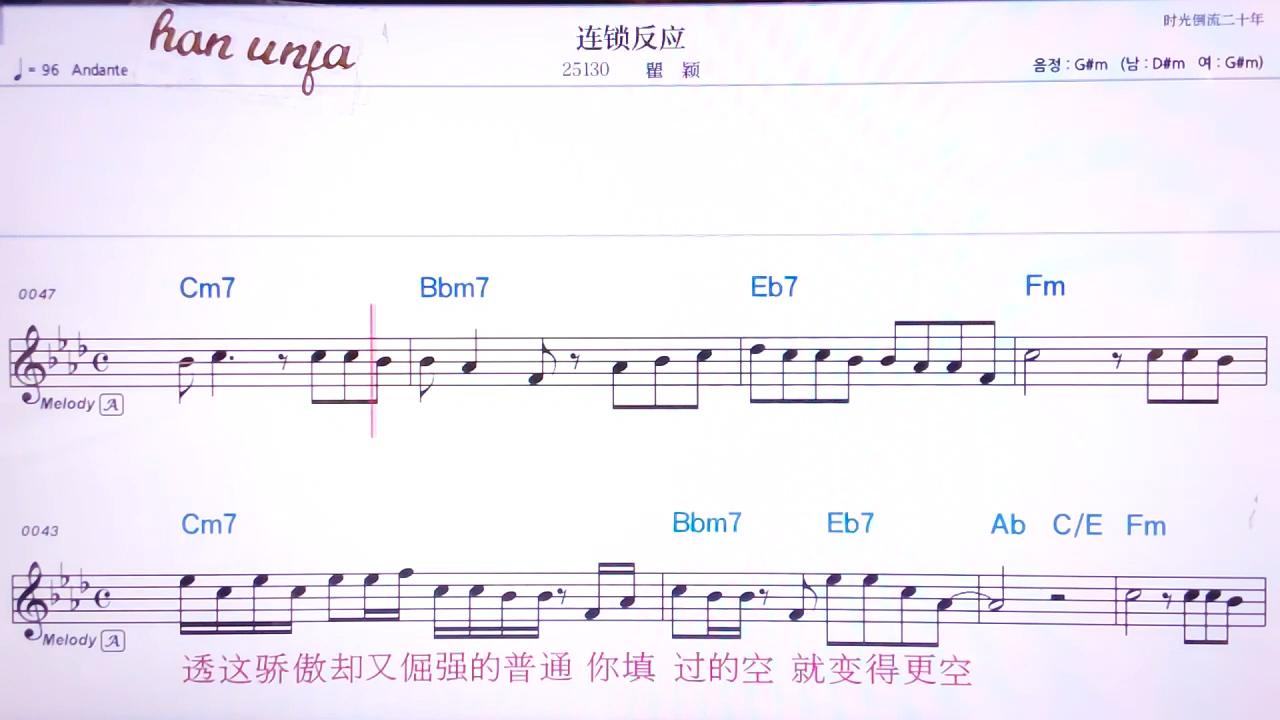 han unfa
连锁反应
时光倒流二十年
♩= 96 Andante
25130 瞿 颖
음정 : G#m (남 : D#m 여 : G#m)
Cm7 Bbm7 Eb7 Fm
0047
Melody A
Cm7 Bbm7 Eb7 Ab C/E Fm
0043
Melody A
透这骄傲却又倔强的普通 你填 过的空 就变得更空